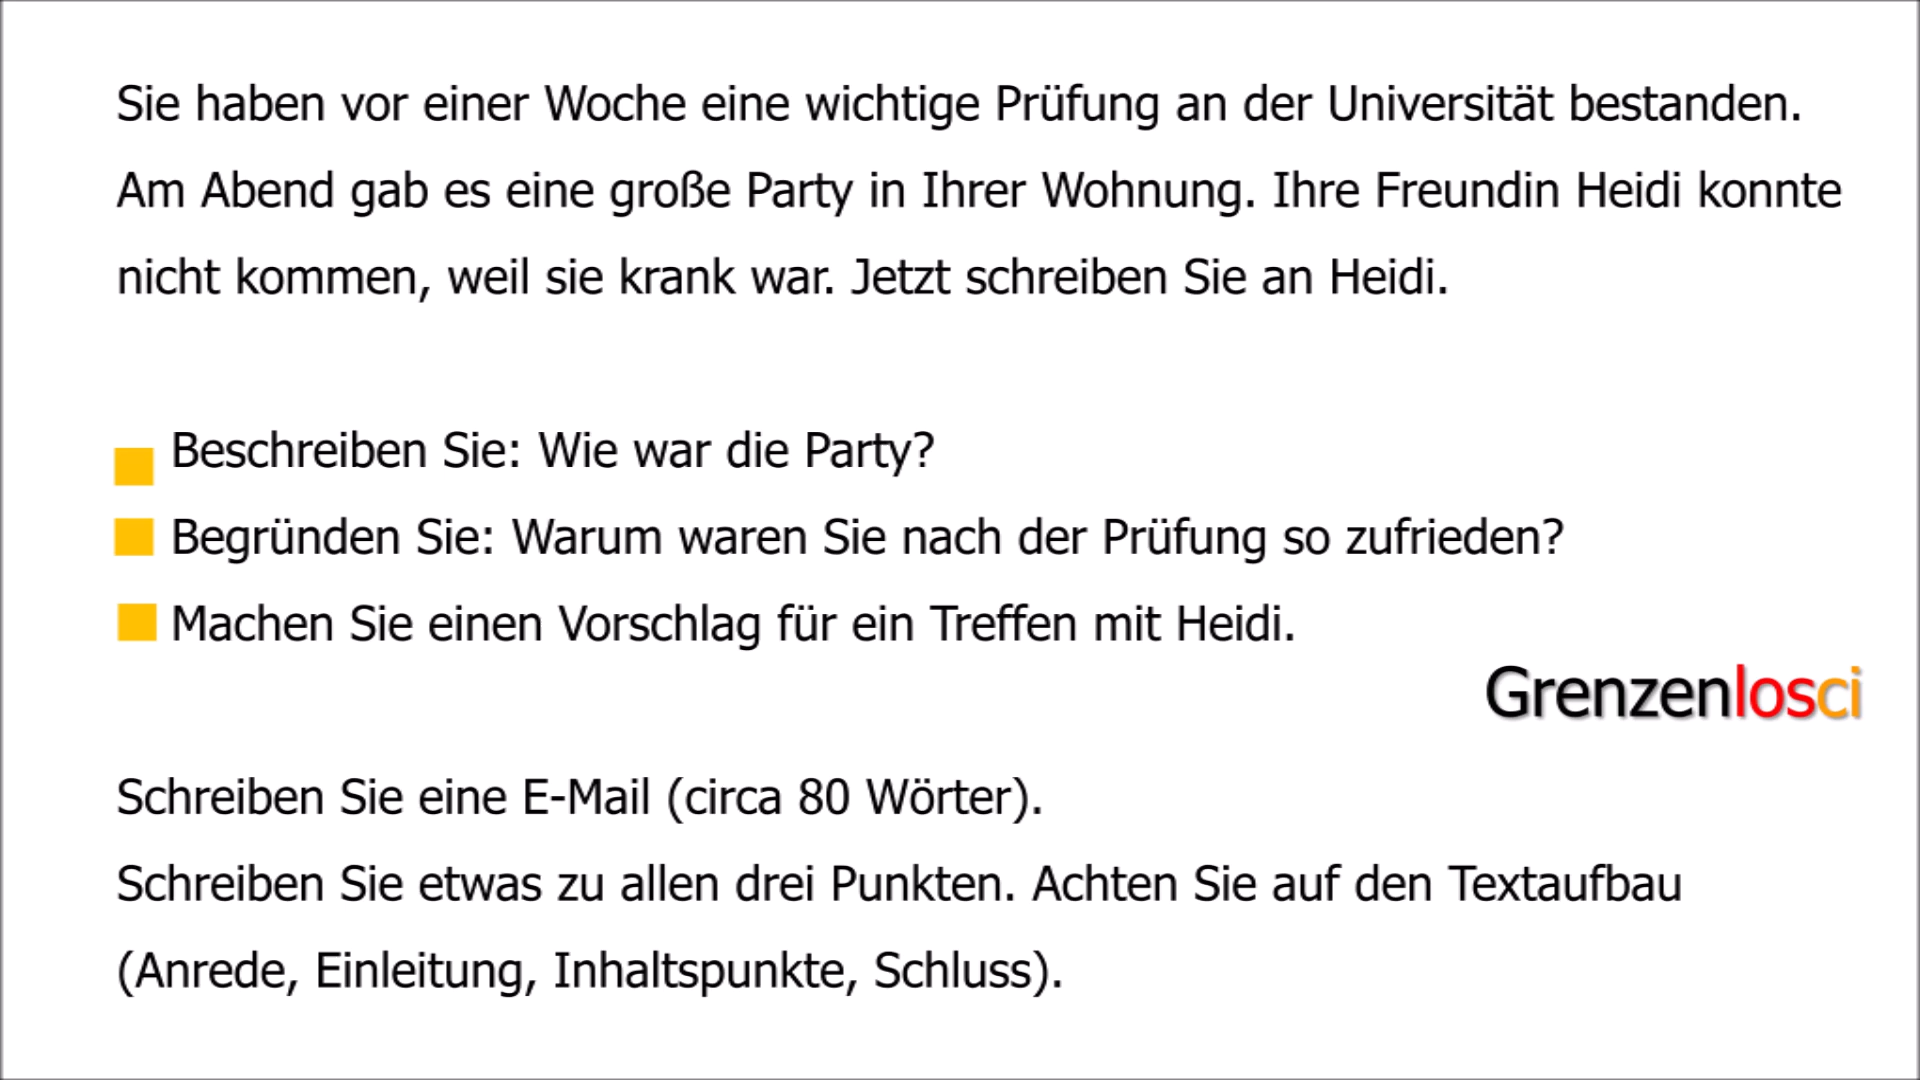 Sie haben vor einer Woche eine wichtige Prüfung an der Universität bestanden.
Am Abend gab es eine große Party in Ihrer Wohnung. Ihre Freundin Heidi konnte
nicht kommen, weil sie krank war. Jetzt schreiben Sie an Heidi.
Beschreiben Sie: Wie war die Party?
Begründen Sie: Warum waren Sie nach der Prüfung so zufrieden?
Machen Sie einen Vorschlag für ein Treffen mit Heidi.
Grenzenlosci
Schreiben Sie eine E-Mail (circa 80 Wörter).
Schreiben Sie etwas zu allen drei Punkten. Achten Sie auf den Textaufbau
(Anrede, Einleitung, Inhaltspunkte, Schluss).